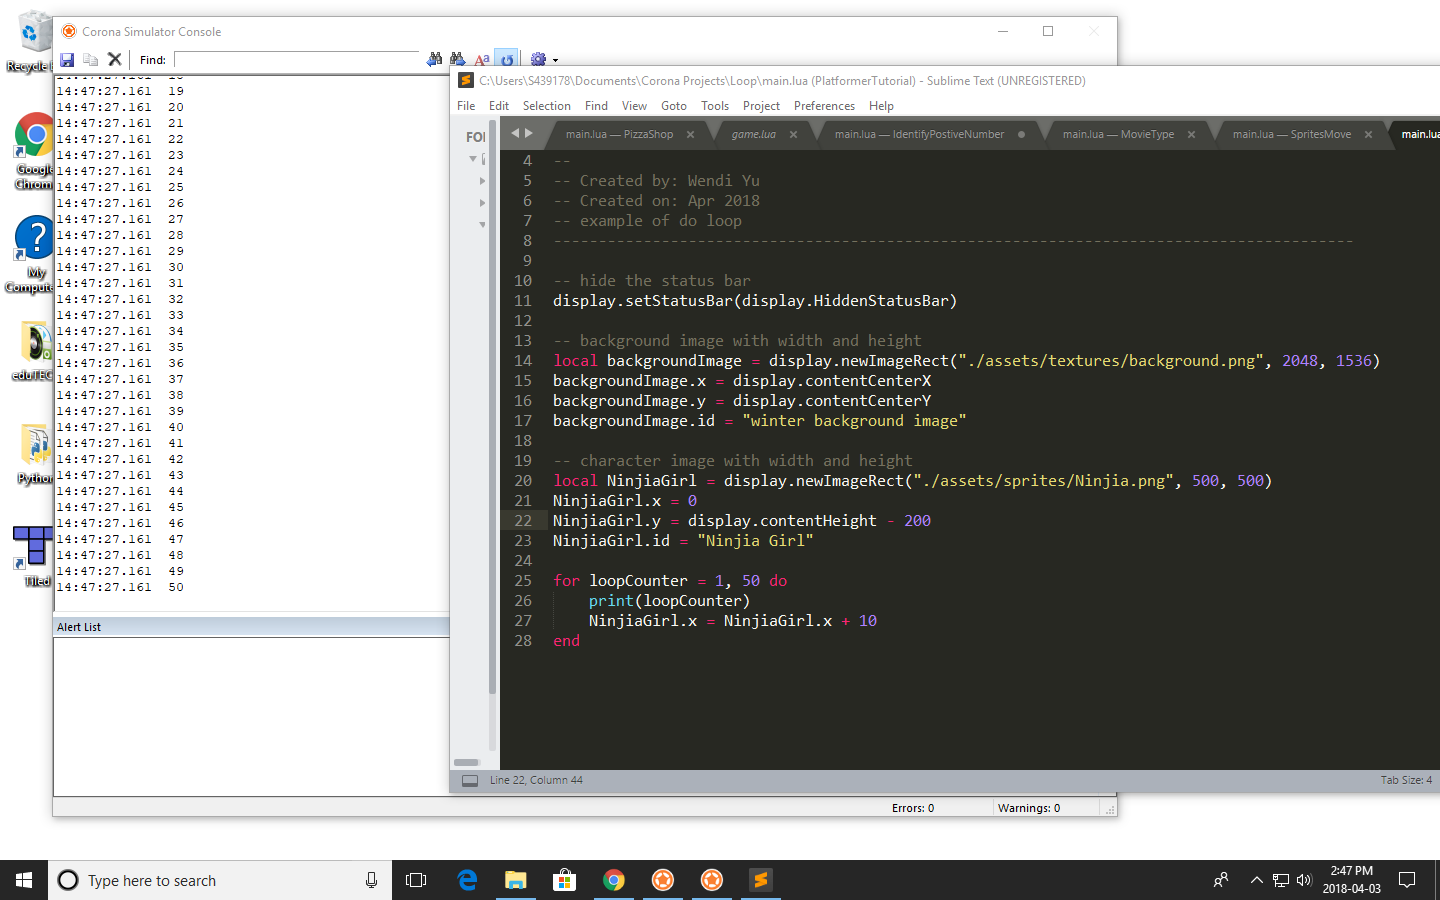 Recycle
Google
Chrom
My
Compute
eduTEC
Python
Tiled
Corona Simulator Console
Find:
14:47:27.161 18
14:47:27.161 19
14:47:27.161 20
14:47:27.161 21
14:47:27.161 22
14:47:27.161 23
14:47:27.161 24
14:47:27.161 25
14:47:27.161 26
14:47:27.161 27
14:47:27.161 28
14:47:27.161 29
14:47:27.161 30
14:47:27.161 31
14:47:27.161 32
14:47:27.161 33
14:47:27.161 34
14:47:27.161 35
14:47:27.161 36
14:47:27.161 37
14:47:27.161 38
14:47:27.161 39
14:47:27.161 40
14:47:27.161 41
14:47:27.161 42
14:47:27.161 43
14:47:27.161 44
14:47:27.161 45
14:47:27.161 46
14:47:27.161 47
14:47:27.161 48
14:47:27.161 49
14:47:27.161 50
Alert List
Errors: 0 Warnings: 0
C:\Users\S439178\Documents\Corona Projects\Loop\main.lua (PlatformerTutorial) - Sublime Text (UNREGISTERED)
File Edit Selection Find View Goto Tools Project Preferences Help
FOI
main.lua — PizzaShop game.lua main.lua — IdentifyPostiveNumber main.lua — MovieType main.lua — SpritesMove main.lua
4 --
5 -- Created by: Wendi Yu
6 -- Created on: Apr 2018
7 -- example of do loop
8 -----------------------------------------------------------------------------------------
9
10 -- hide the status bar
11 display.setStatusBar(display.HiddenStatusBar)
12
13 -- background image with width and height
14 local backgroundImage = display.newImageRect("./assets/textures/background.png", 2048, 1536)
15 backgroundImage.x = display.contentCenterX
16 backgroundImage.y = display.contentCenterY
17 backgroundImage.id = "winter background image"
18
19 -- character image with width and height
20 local NinjiaGirl = display.newImageRect("./assets/sprites/Ninjia.png", 500, 500)
21 NinjiaGirl.x = 0
22 NinjiaGirl.y = display.contentHeight - 200
23 NinjiaGirl.id = "Ninjia Girl"
24
25 for loopCounter = 1, 50 do
26 print(loopCounter)
27 NinjiaGirl.x = NinjiaGirl.x + 10
28 end
Line 22, Column 44 Tab Size: 4
Type here to search
2:47 PM
2018-04-03